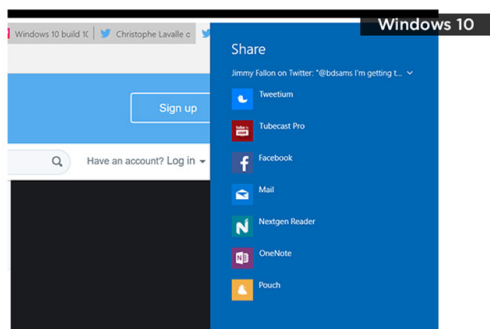 Windows 10
Windows 10 build 1(
Christophe Lavalle c
Share
Jimmy Fallon on Twitter: "@bdsams I'm getting t...
Sign up
Have an account? Log in
Tweetium
Tubecast Pro
Facebook
Mail
Nextgen Reader
OneNote
Pouch